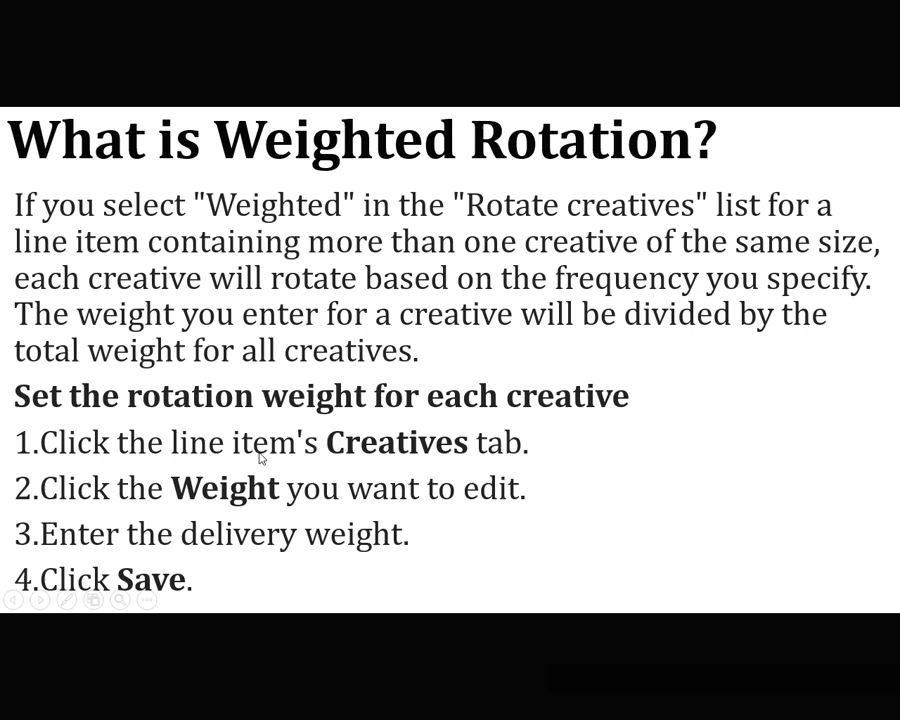 What is Weighted Rotation?
If you select "Weighted" in the "Rotate creatives" list for a
line item containing more than one creative of the same size,
each creative will rotate based on the frequency you specify.
The weight you enter for a creative will be divided by the
total weight for all creatives.
Set the rotation weight for each creative
1.Click the line item's Creatives tab.
2.Click the Weight you want to edit.
3.Enter the delivery weight.
4.Click Save.